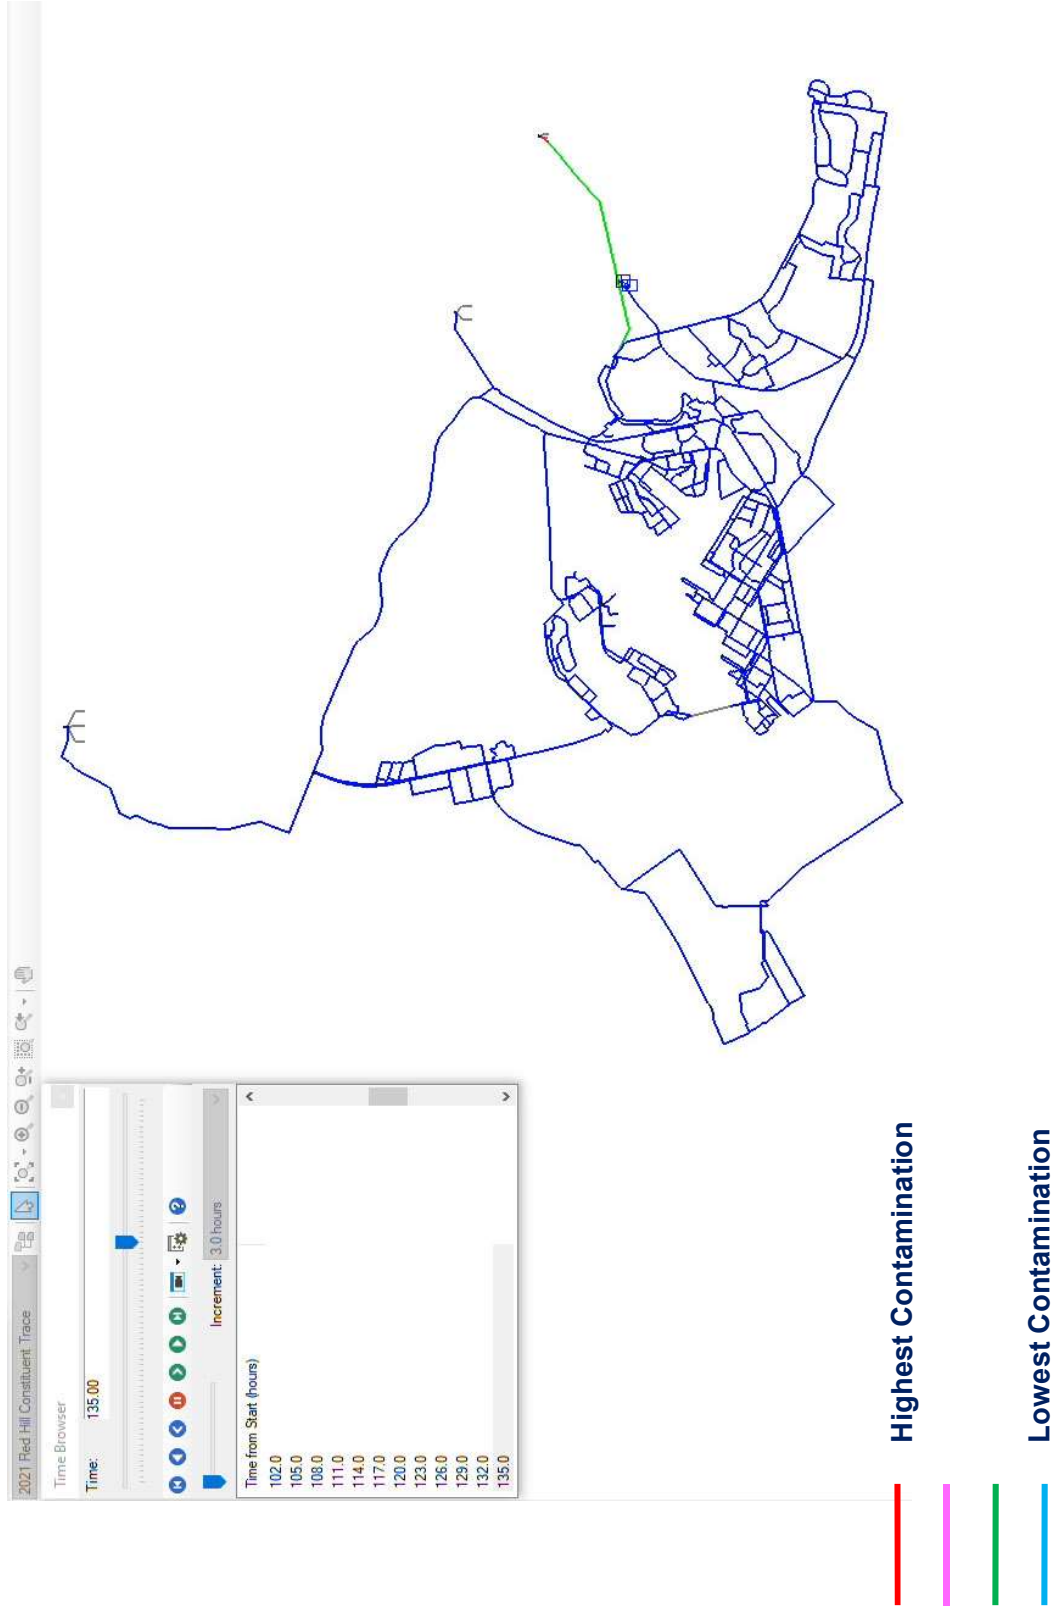 2021 Red Hill Constituent Trace
Time Browser
Time:
135.00
Increment: 3.0 hours
Time from Start (hours)
102.0
105.0
108.0
111.0
114.0
117.0
120.0
123.0
126.0
129.0
132.0
135.0
Highest Contamination
Lowest Contamination